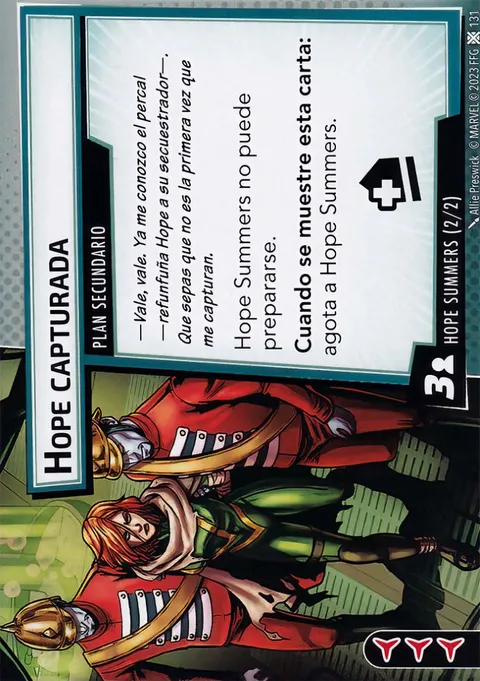 HOPE CAPTURADA
PLAN SECUNDARIO
—Vale, vale. Ya me conozco el percal
—refunfuña Hope a su secuestrador—.
Que sepas que no es la primera vez que
me capturan.
Hope Summers no puede
prepararse.
Cuando se muestre esta carta:
agota a Hope Summers.
3
HOPE SUMMERS (2/2)
Allie Preswick © MARVEL © 2023 FFG 131